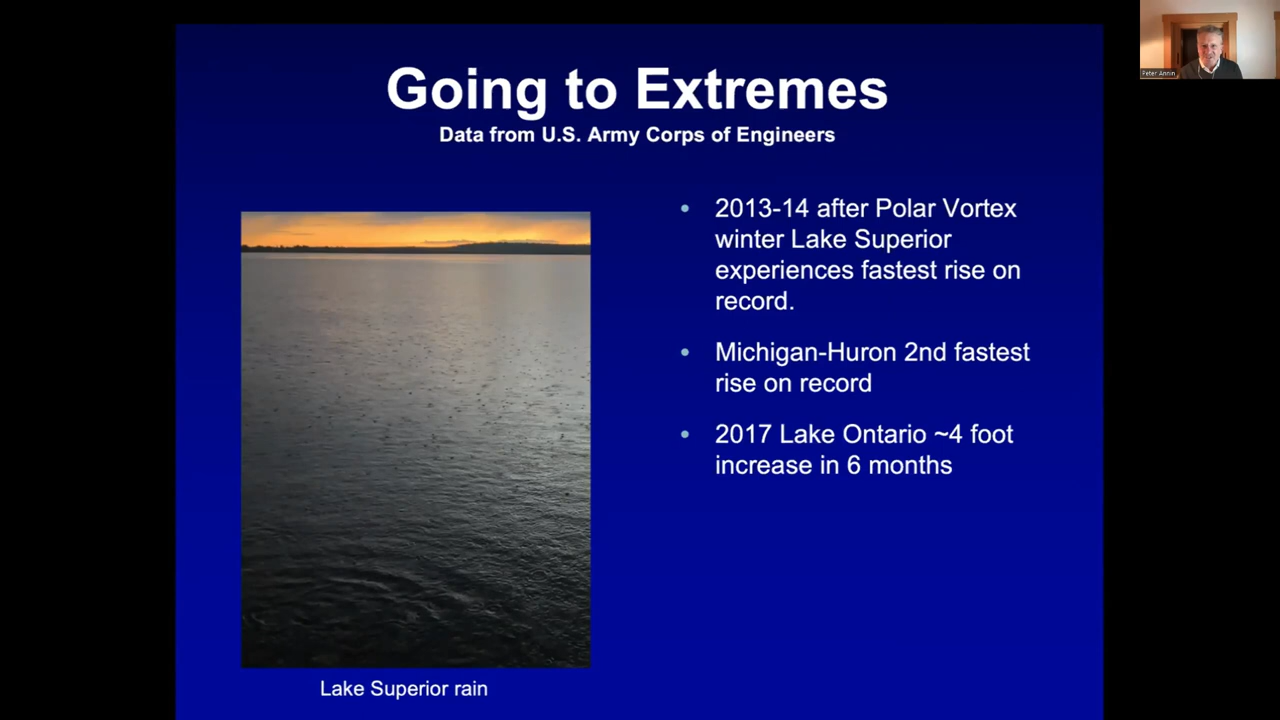 Going to Extremes
Data from U.S. Army Corps of Engineers
• 2013-14 after Polar Vortex
winter Lake Superior
experiences fastest rise on
record.
• Michigan-Huron 2nd fastest
rise on record
• 2017 Lake Ontario ~4 foot
increase in 6 months
Lake Superior rain
Peter Annin